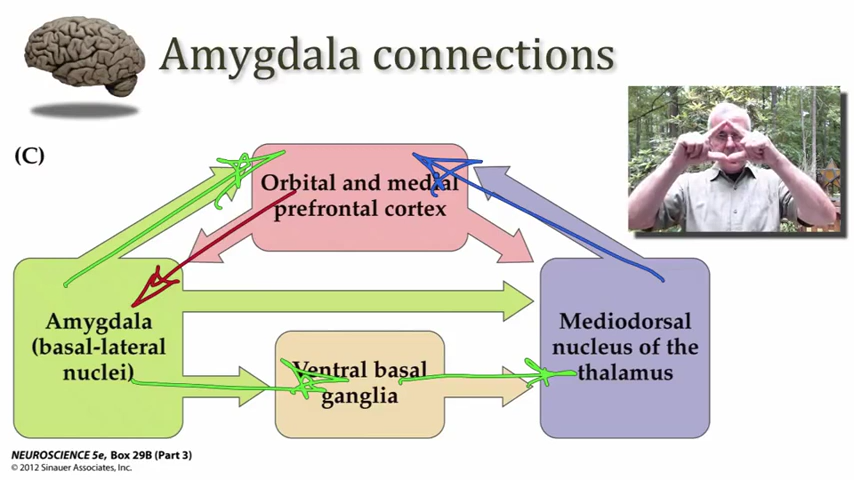 Amygdala connections
(C)
Orbital and medial
prefrontal cortex
Amygdala
(basal-lateral
nuclei)
Ventral basal
ganglia
Mediodorsal
nucleus of the
thalamus
NEUROSCIENCE 5e, Box 29B (Part 3)
© 2012 Sinauer Associates, Inc.